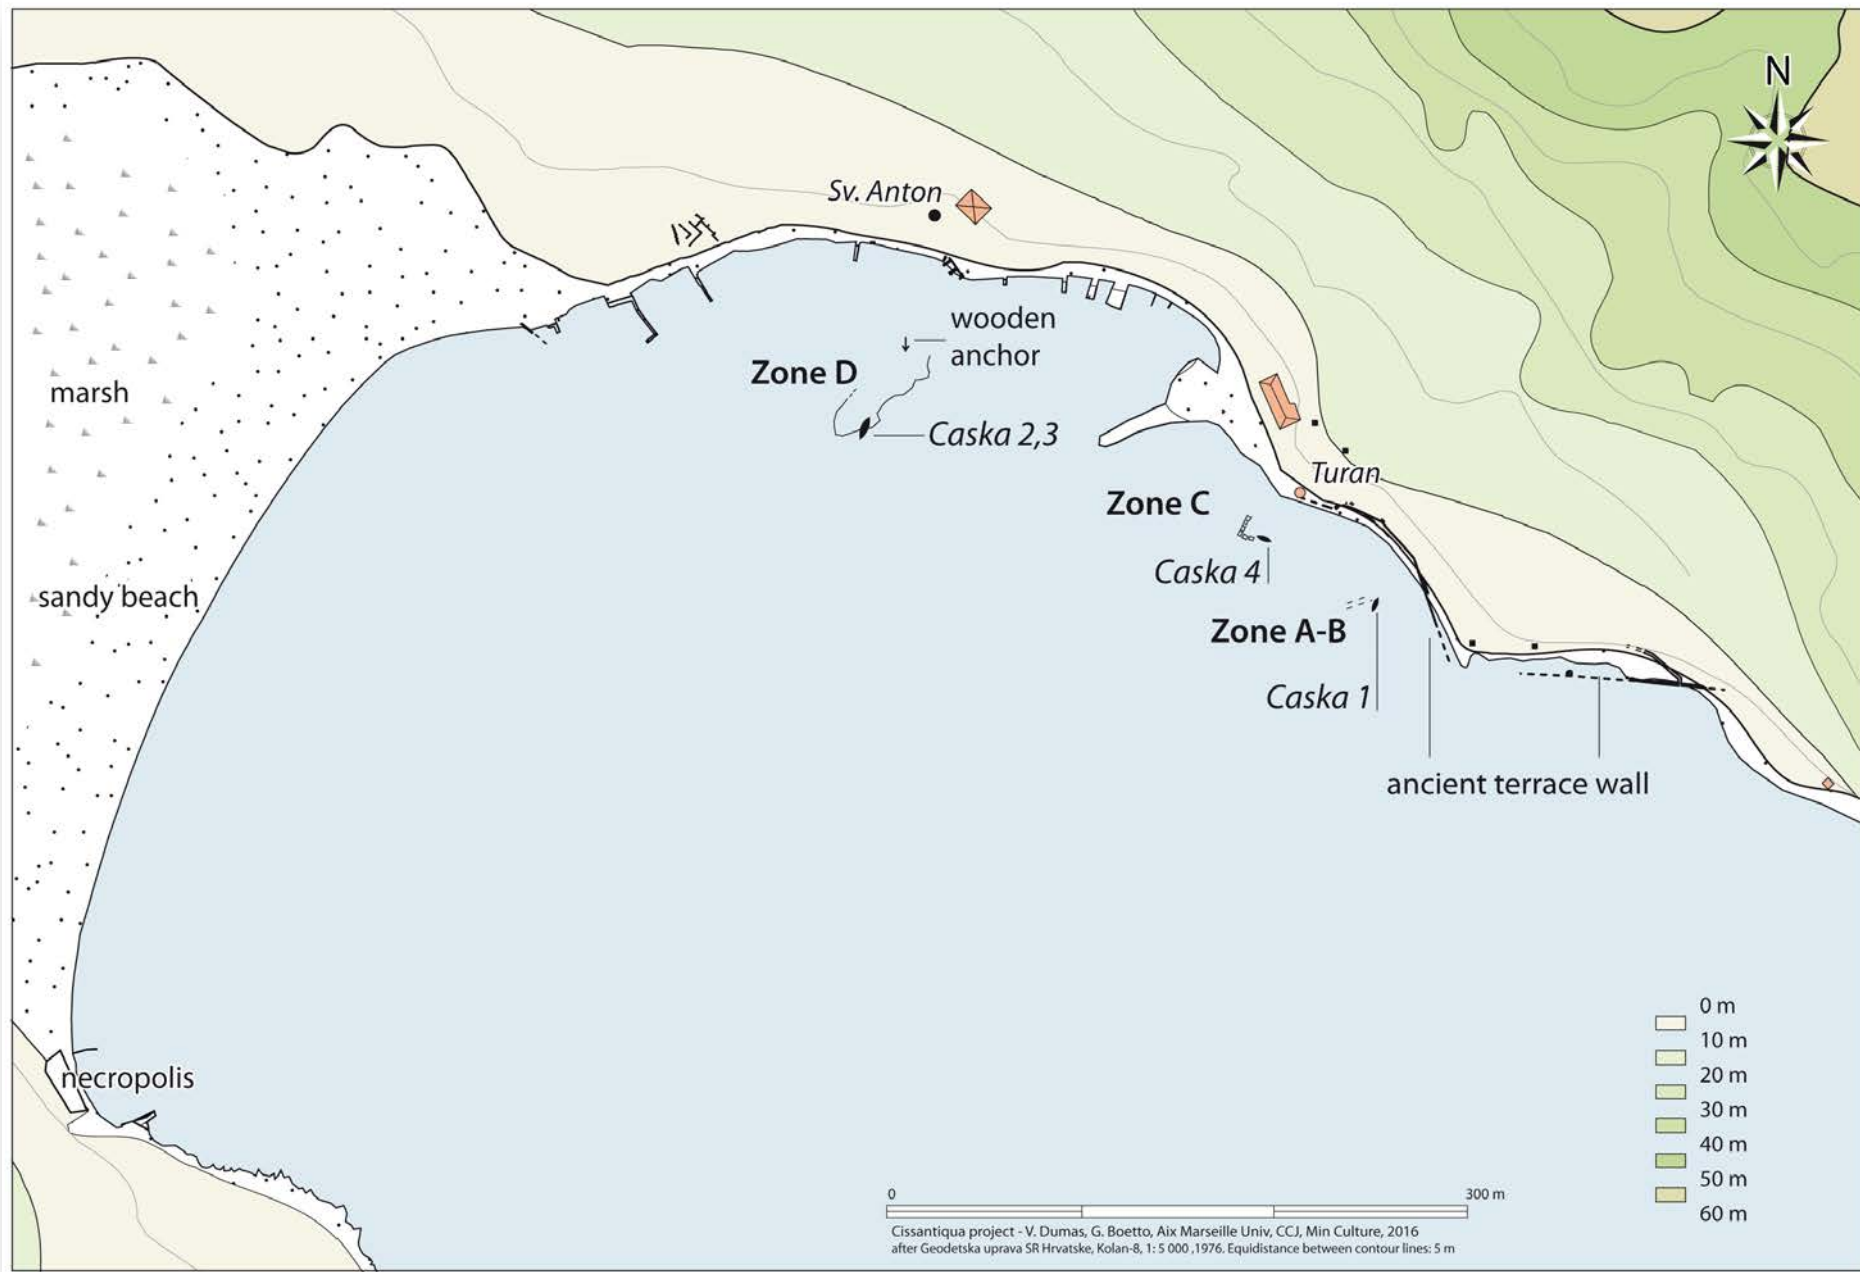 N
Sv. Anton
wooden
anchor
Zone D
marsh
Caska 2,3
Turan
Zone C
Caska 4
sandy beach
Zone A-B
Caska 1
ancient terrace wall
necropolis
0 m
10 m
20 m
30 m
40 m
50 m
60 m
0 300 m
Cissantiqua project - V. Dumas, G. Boetto, Aix Marseille Univ, CCJ, Min Culture, 2016
after Geodetska uprava SR Hrvatske, Kolan-8, 1: 5 000 ,1976. Equidistance between contour lines: 5 m